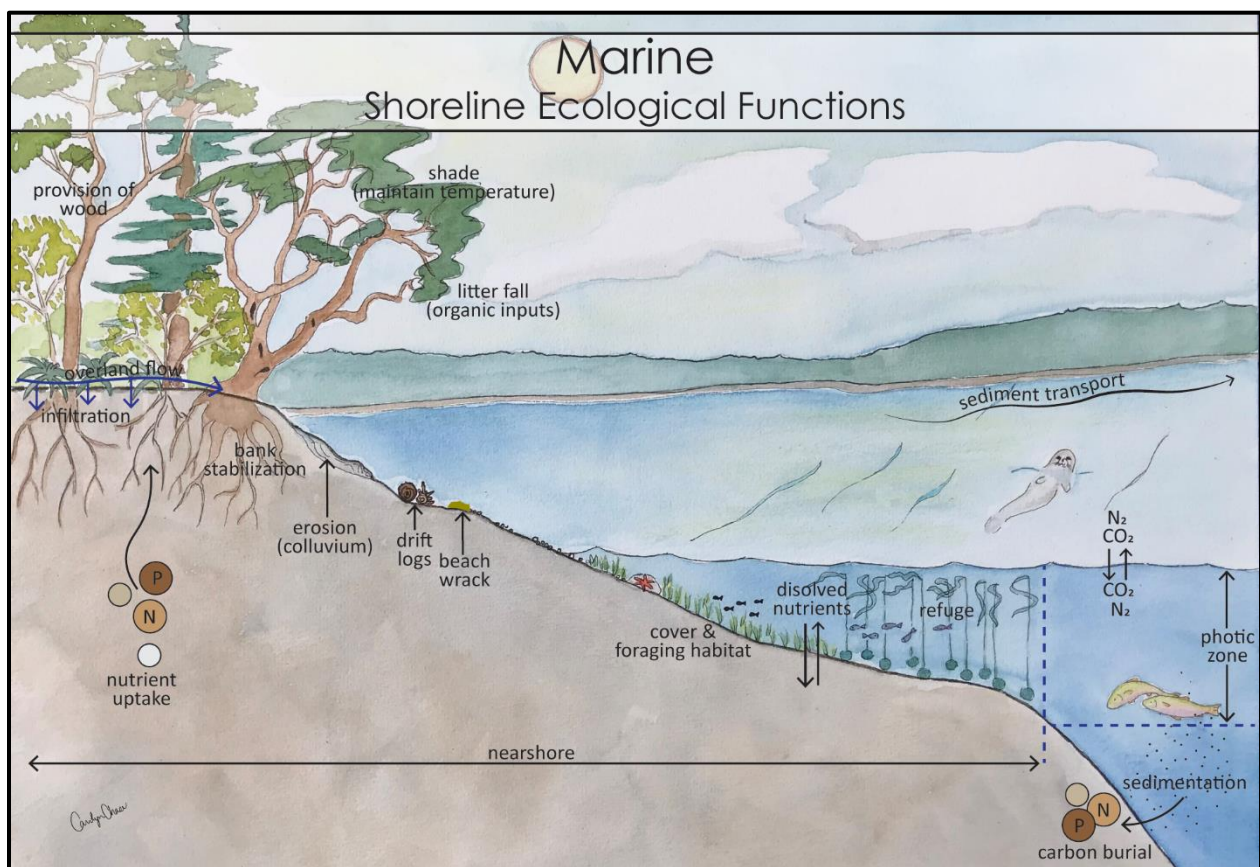 Marine
Shoreline Ecological Functions
provision of
wood
shade
(maintain temperature)
litter fall
(organic inputs)
overland flow
infiltration
bank
stabilization
sediment transport
erosion
(colluvium)
drift
logs
beach
wrack
N₂
CO₂
CO₂
N₂
disolved
nutrients
refuge
cover &
foraging habitat
photic
zone
P
N
nutrient
uptake
nearshore
sedimentation
N
P
carbon burial
Carolyn Chase